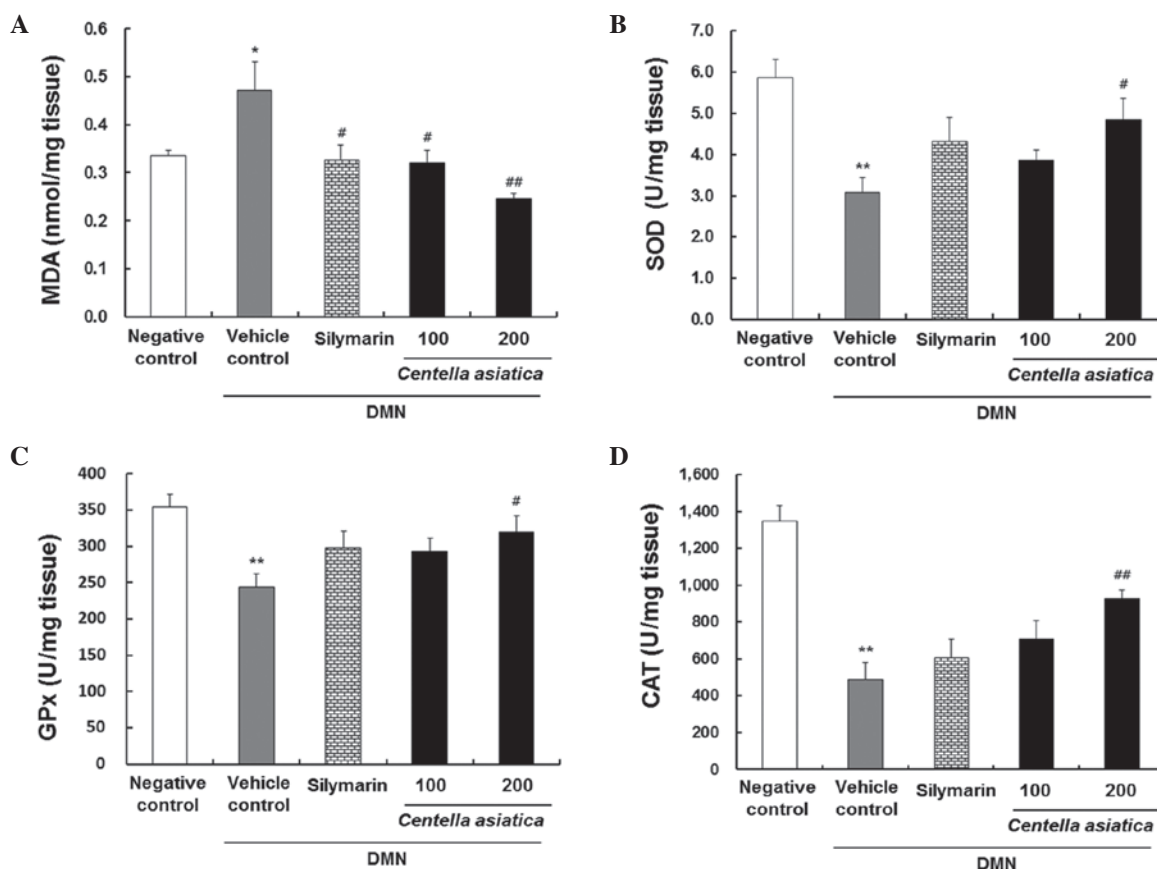 A
MDA (nmol/mg tissue)
0.6
0.5
0.4
0.3
0.2
0.1
0.0
*
#
#
##
Negative control
Vehicle control
Silymarin
100
200
Centella asiatica
DMN
B
SOD (U/mg tissue)
7.0
6.0
5.0
4.0
3.0
2.0
1.0
0.0
**
#
Negative control
Vehicle control
Silymarin
100
200
Centella asiatica
DMN
C
GPx (U/mg tissue)
400
350
300
250
200
150
100
50
0
**
#
Negative control
Vehicle control
Silymarin
100
200
Centella asiatica
DMN
D
CAT (U/mg tissue)
1,600
1,400
1,200
1,000
800
600
400
200
0
**
##
Negative control
Vehicle control
Silymarin
100
200
Centella asiatica
DMN